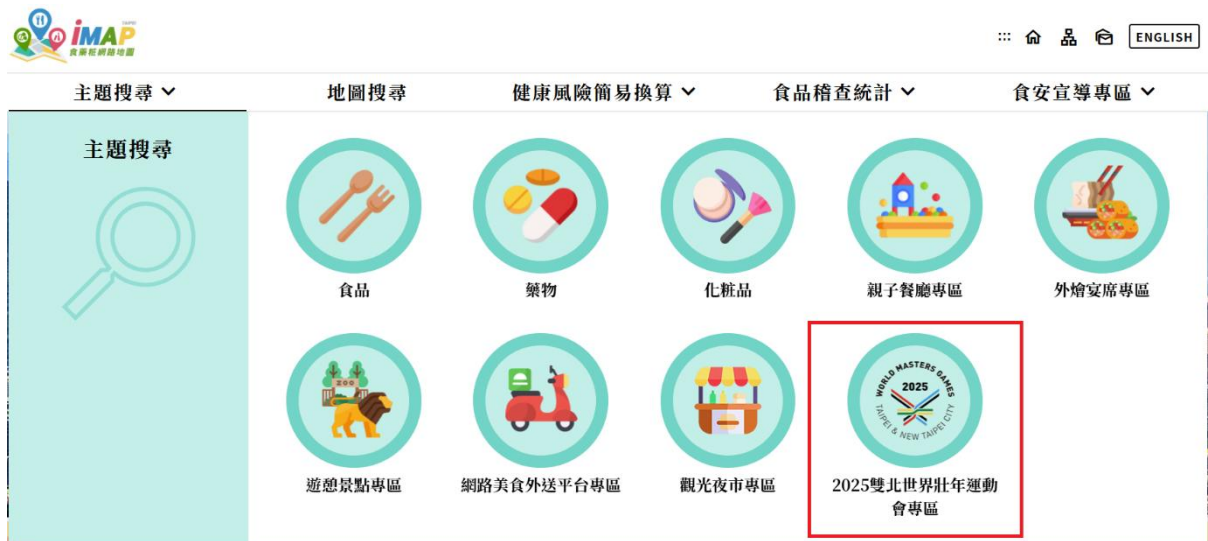 TAIPEI
iMAP
食藥粧網路地圖
ENGLISH
主題搜尋
地圖搜尋
健康風險簡易換算
食品稽查統計
食安宣導專區
主題搜尋
食品
藥物
化粧品
親子餐廳專區
外燴宴席專區
ZOO
WORLD MASTERS GAMES
2025
TAIPEI & NEW TAIPEI CITY
遊憩景點專區
網路美食外送平台專區
觀光夜市專區
2025雙北世界壯年運動
會專區